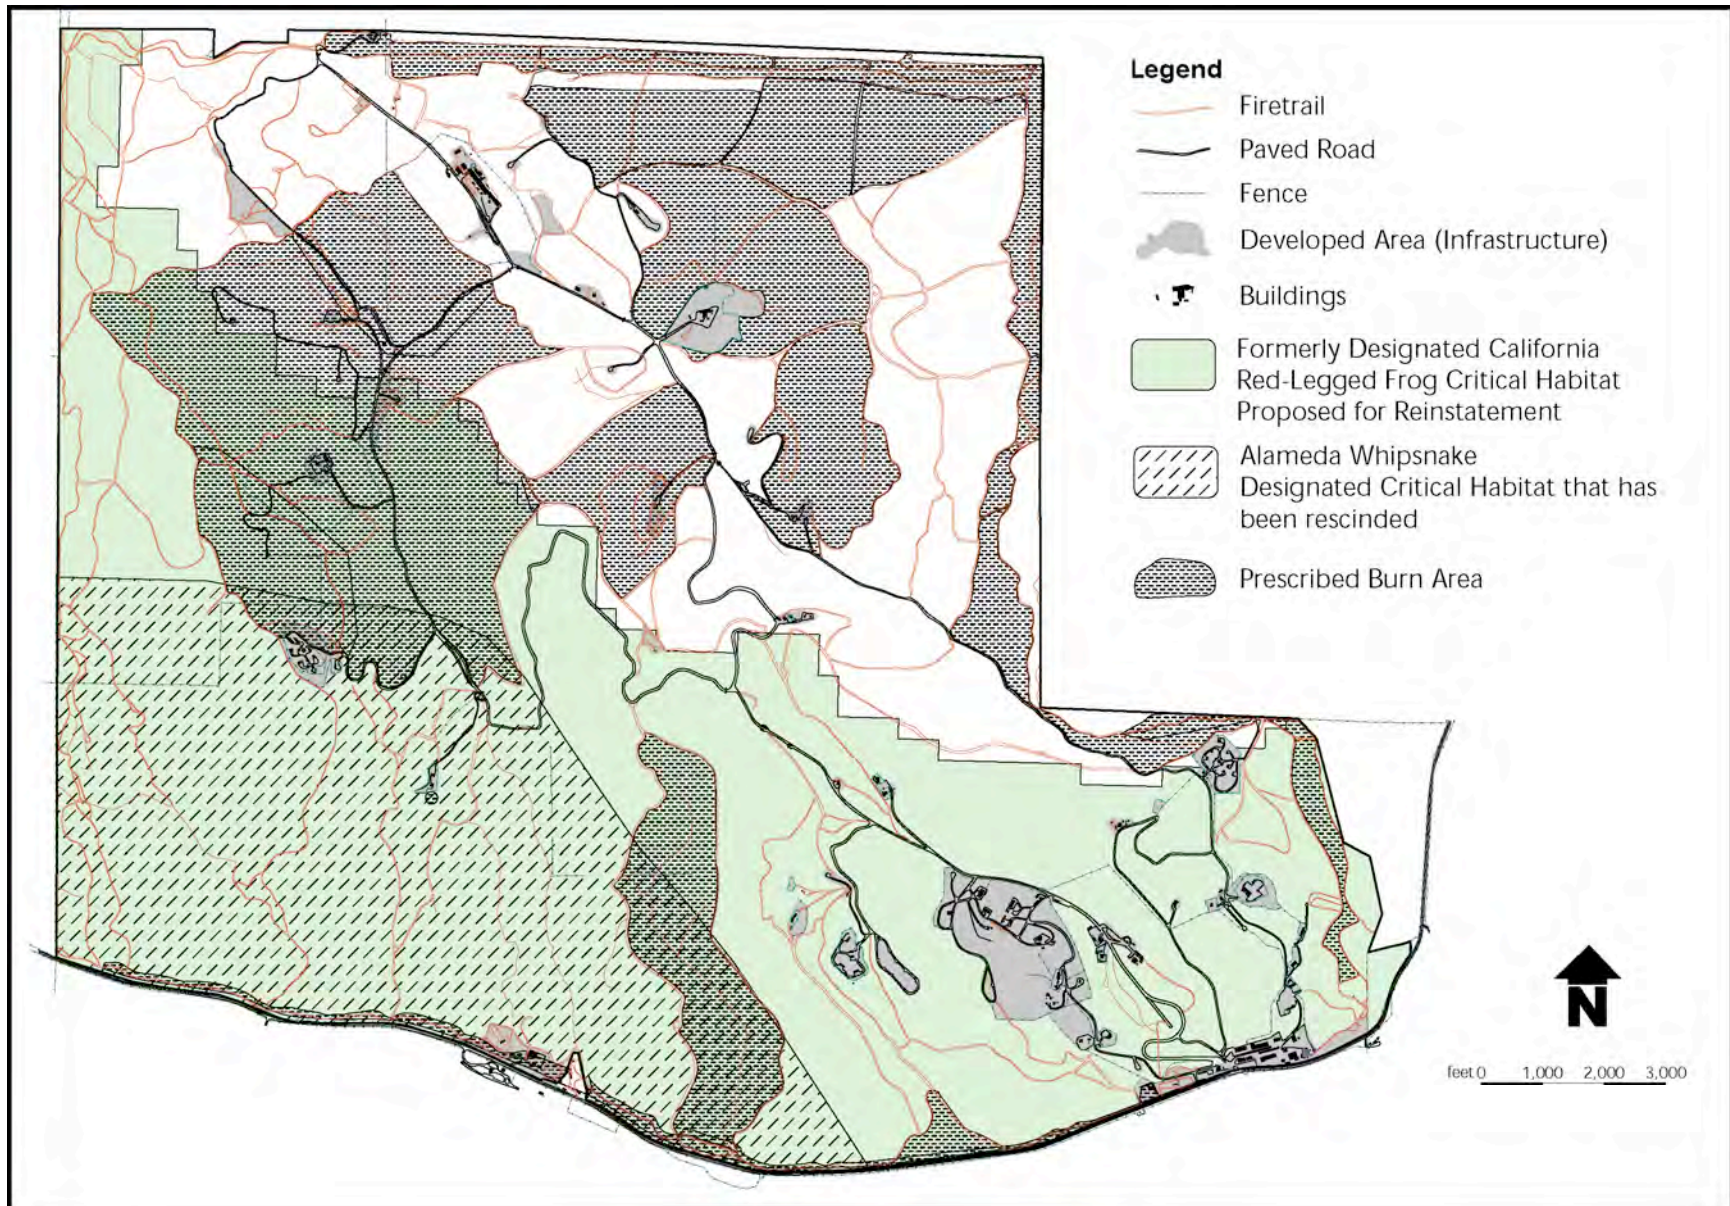 Legend
Firetrail
Paved Road
Fence
Developed Area (Infrastructure)
Buildings
Formerly Designated California
Red-Legged Frog Critical Habitat
Proposed for Reinstatement
Alameda Whipsnake
Designated Critical Habitat that has
been rescinded
Prescribed Burn Area
N
feet 0 1,000 2,000 3,000